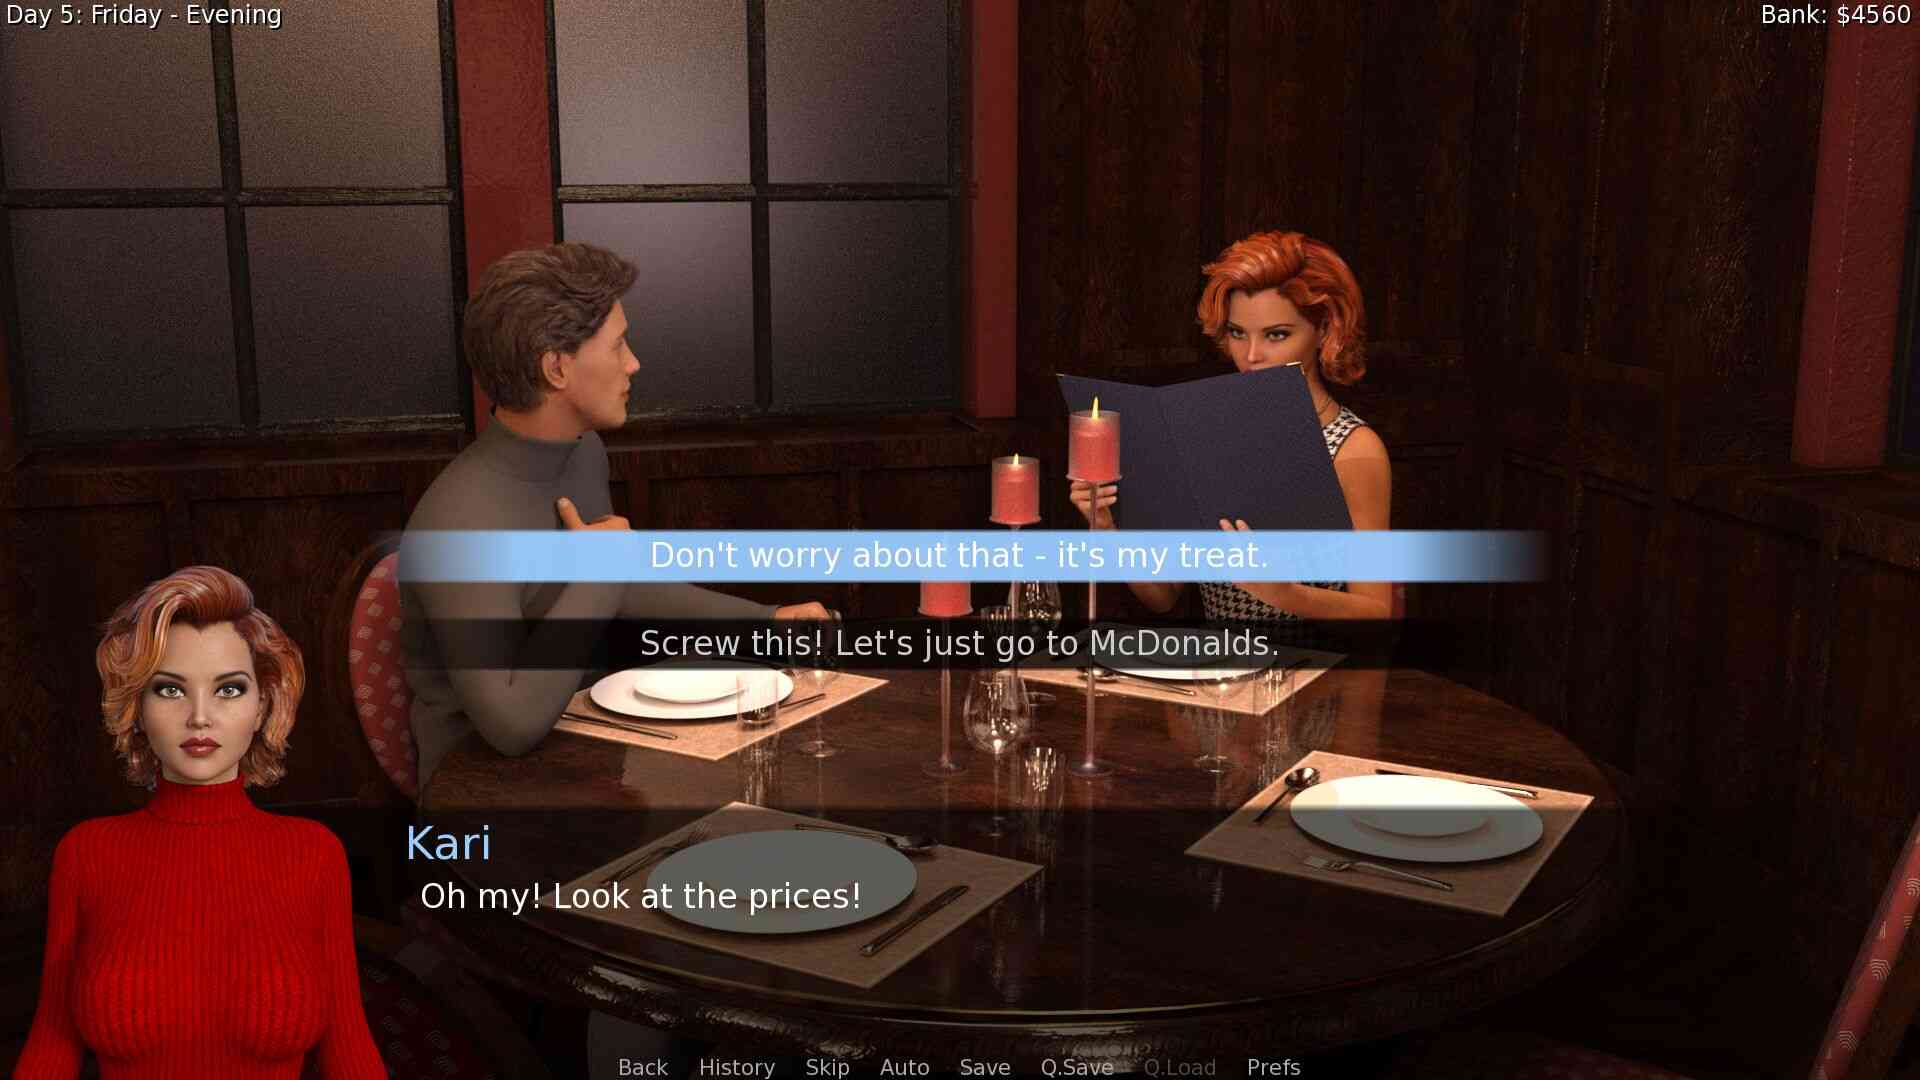 Day 5: Friday - Evening
Bank: $4560
Don't worry about that - it's my treat.
Screw this! Let's just go to McDonalds.
Kari
Oh my! Look at the prices!
Back History Skip Auto Save Q.Save Q.Load Prefs